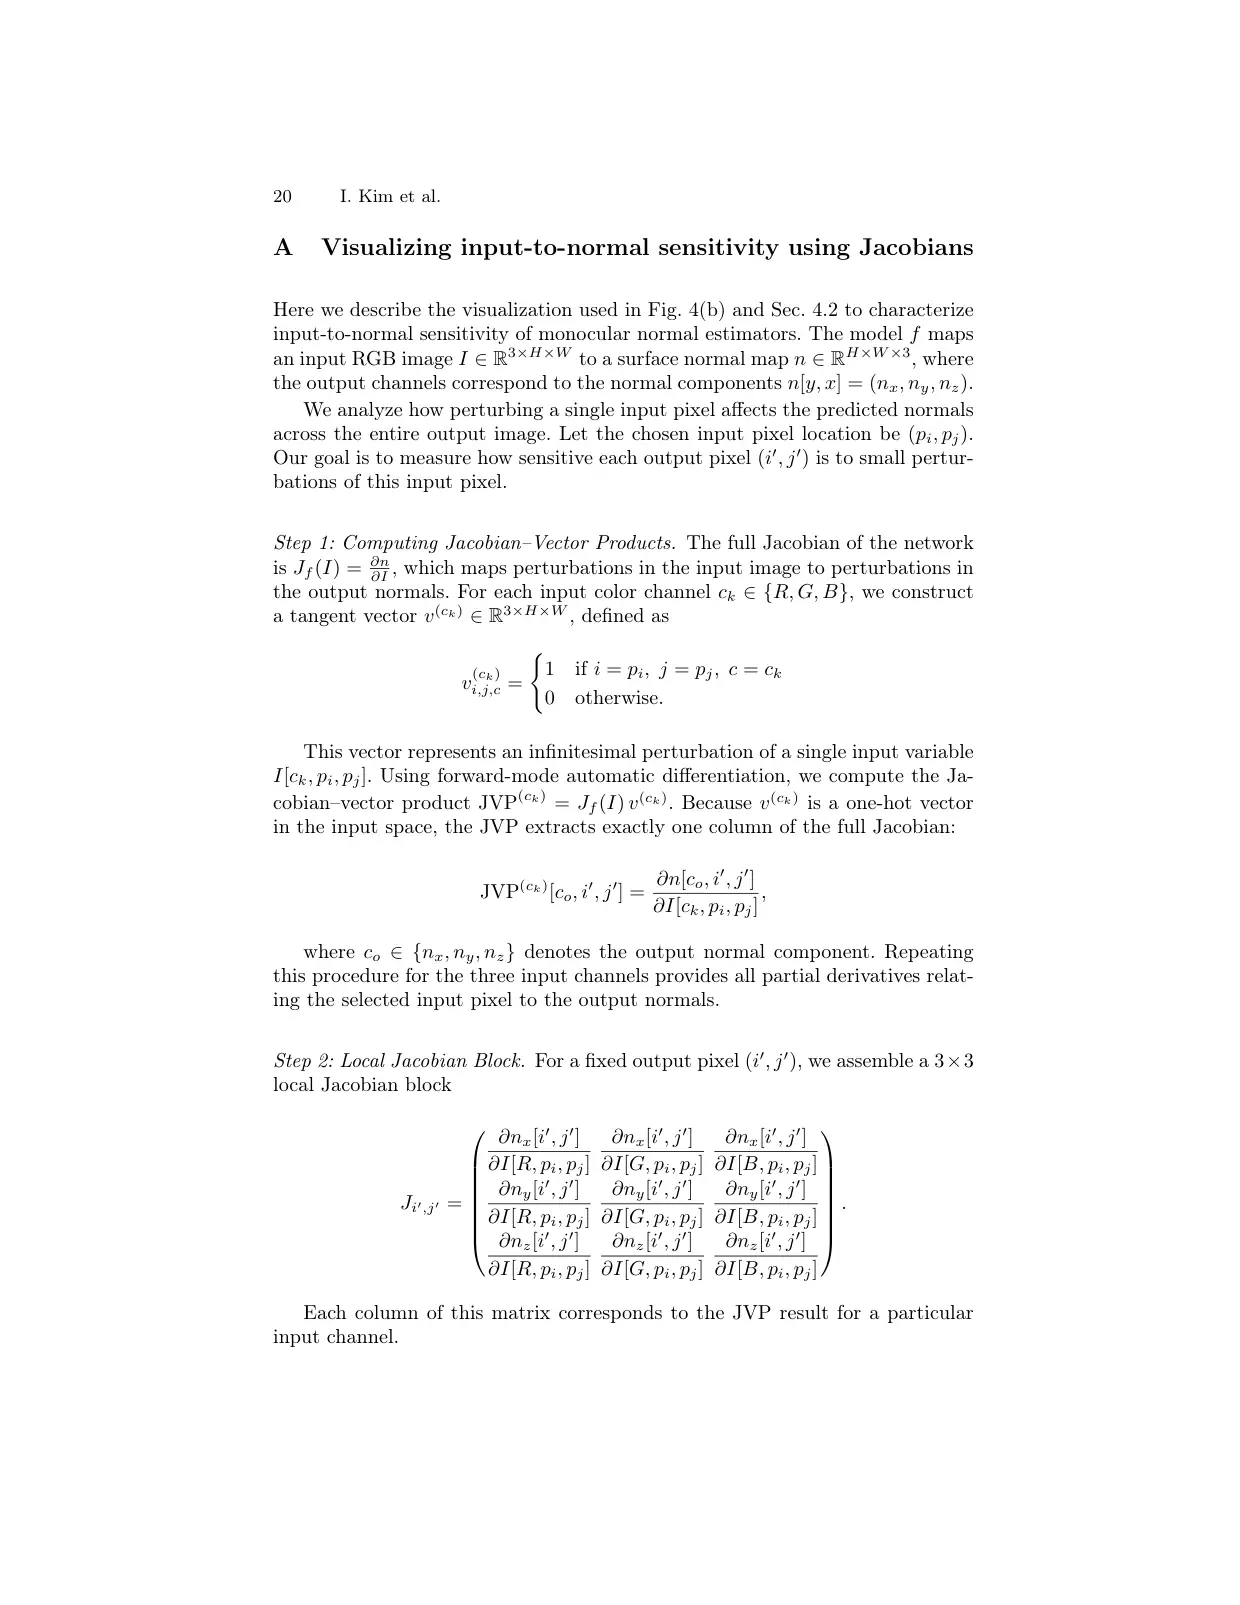 20 I. Kim et al.
A Visualizing input-to-normal sensitivity using Jacobians
Here we describe the visualization used in Fig. 4(b) and Sec. 4.2 to characterize
input-to-normal sensitivity of monocular normal estimators. The model f maps
an input RGB image I ∈ ℝ^{3×H×W} to a surface normal map n ∈ ℝ^{H×W×3}, where
the output channels correspond to the normal components n[y, x] = (n_x, n_y, n_z).
We analyze how perturbing a single input pixel affects the predicted normals
across the entire output image. Let the chosen input pixel location be (p_i, p_j).
Our goal is to measure how sensitive each output pixel (i′, j′) is to small pertur-
bations of this input pixel.
Step 1: Computing Jacobian–Vector Products. The full Jacobian of the network
is J_f(I) = ∂n/∂I, which maps perturbations in the input image to perturbations in
the output normals. For each input color channel c_k ∈ {R, G, B}, we construct
a tangent vector v^{(c_k)} ∈ ℝ^{3×H×W}, defined as
v^{(c_k)}_{i,j,c} = { 1 if i = p_i, j = p_j, c = c_k
0 otherwise.
This vector represents an infinitesimal perturbation of a single input variable
I[c_k, p_i, p_j]. Using forward-mode automatic differentiation, we compute the Ja-
cobian–vector product JVP^{(c_k)} = J_f(I) v^{(c_k)}. Because v^{(c_k)} is a one-hot vector
in the input space, the JVP extracts exactly one column of the full Jacobian:
JVP^{(c_k)}[c_o, i′, j′] = ∂n[c_o, i′, j′] / ∂I[c_k, p_i, p_j],
where c_o ∈ {n_x, n_y, n_z} denotes the output normal component. Repeating
this procedure for the three input channels provides all partial derivatives relat-
ing the selected input pixel to the output normals.
Step 2: Local Jacobian Block. For a fixed output pixel (i′, j′), we assemble a 3×3
local Jacobian block
∂n_x[i′, j′] ∂n_x[i′, j′] ∂n_x[i′, j′]
∂I[R, p_i, p_j] ∂I[G, p_i, p_j] ∂I[B, p_i, p_j]
∂n_y[i′, j′] ∂n_y[i′, j′] ∂n_y[i′, j′]
J_{i′,j′} = ∂I[R, p_i, p_j] ∂I[G, p_i, p_j] ∂I[B, p_i, p_j] .
∂n_z[i′, j′] ∂n_z[i′, j′] ∂n_z[i′, j′]
∂I[R, p_i, p_j] ∂I[G, p_i, p_j] ∂I[B, p_i, p_j]
Each column of this matrix corresponds to the JVP result for a particular
input channel.